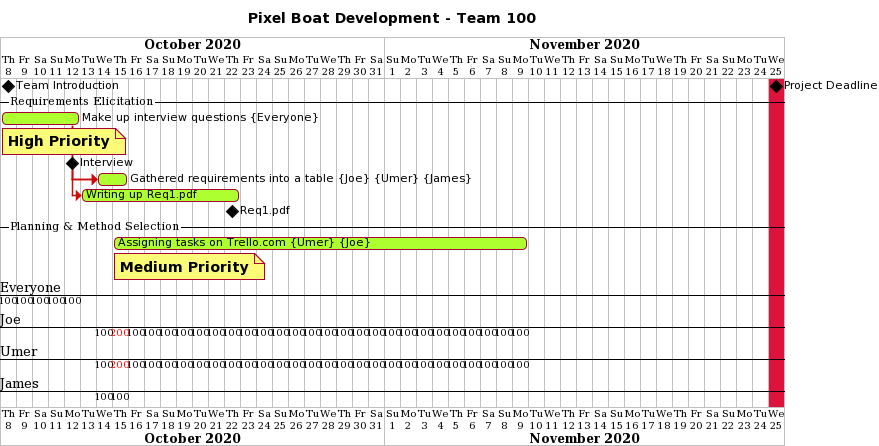 Pixel Boat Development - Team 100
October 2020 November 2020
Th Fr Sa Su Mo Tu We Th Fr Sa Su Mo Tu We Th Fr Sa Su Mo Tu We Th Fr Sa Su Mo Tu We Th Fr Sa Su Mo Tu We Th Fr Sa Su Mo Tu We Th Fr Sa Su Mo Tu We
8 9 10 11 12 13 14 15 16 17 18 19 20 21 22 23 24 25 26 27 28 29 30 31 1 2 3 4 5 6 7 8 9 10 11 12 13 14 15 16 17 18 19 20 21 22 23 24 25
Team Introduction Project Deadline
Requirements Elicitation
Make up interview questions {Everyone}
High Priority
Interview
Gathered requirements into a table {Joe} {Umer} {James}
Writing up Req1.pdf
Req1.pdf
Planning & Method Selection
Assigning tasks on Trello.com {Umer} {Joe}
Medium Priority
Everyone
100 100 100 100 100
Joe
100 200 100 100 100 100 100 100 100 100 100 100 100 100 100 100 100 100 100 100 100 100 100 100 100 100 100
Umer
100 200 100 100 100 100 100 100 100 100 100 100 100 100 100 100 100 100 100 100 100 100 100 100 100 100 100
James
100 100
Th Fr Sa Su Mo Tu We Th Fr Sa Su Mo Tu We Th Fr Sa Su Mo Tu We Th Fr Sa Su Mo Tu We Th Fr Sa Su Mo Tu We Th Fr Sa Su Mo Tu We Th Fr Sa Su Mo Tu We
8 9 10 11 12 13 14 15 16 17 18 19 20 21 22 23 24 25 26 27 28 29 30 31 1 2 3 4 5 6 7 8 9 10 11 12 13 14 15 16 17 18 19 20 21 22 23 24 25
October 2020 November 2020